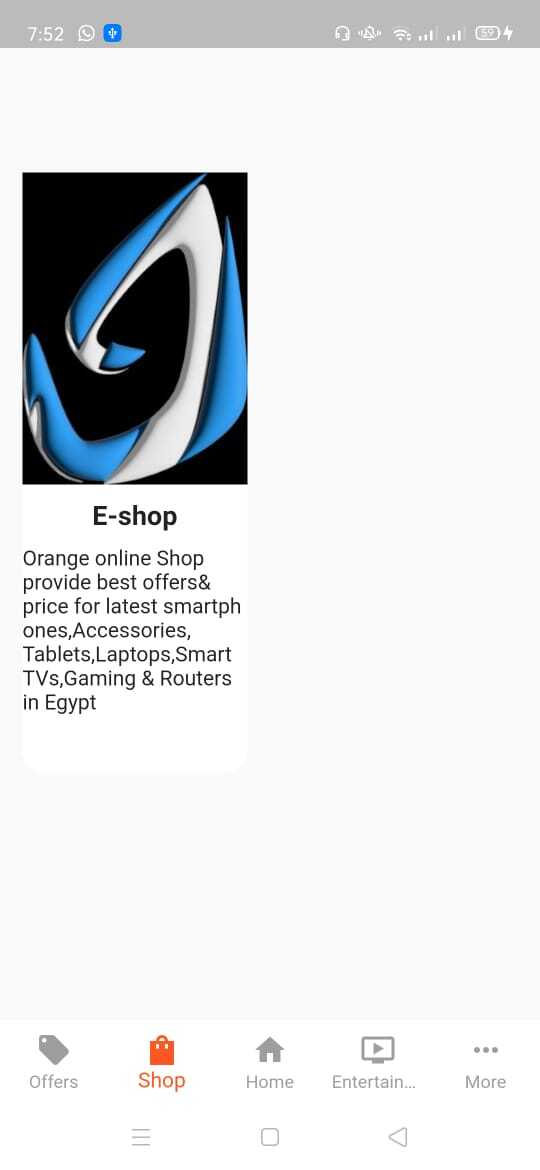 7:52
59
E-shop
Orange online Shop
provide best offers&
price for latest smartph
ones,Accessories,
Tablets,Laptops,Smart
TVs,Gaming & Routers
in Egypt
Offers
Shop
Home
Entertain...
More